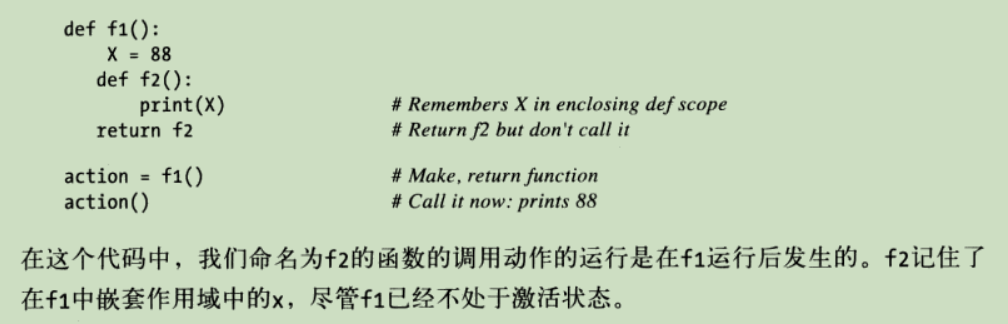 def f1():
    X = 88
    def f2():
        print(X)    # Remembers X in enclosing def scope
    return f2    # Return f2 but don't call it
action = f1()    # Make, return function
action()    # Call it now: prints 88
在这个代码中，我们命名为f2的函数的调用动作的运行是在f1运行后发生的。f2记住了
在f1中嵌套作用域中的x，尽管f1已经不处于激活状态。